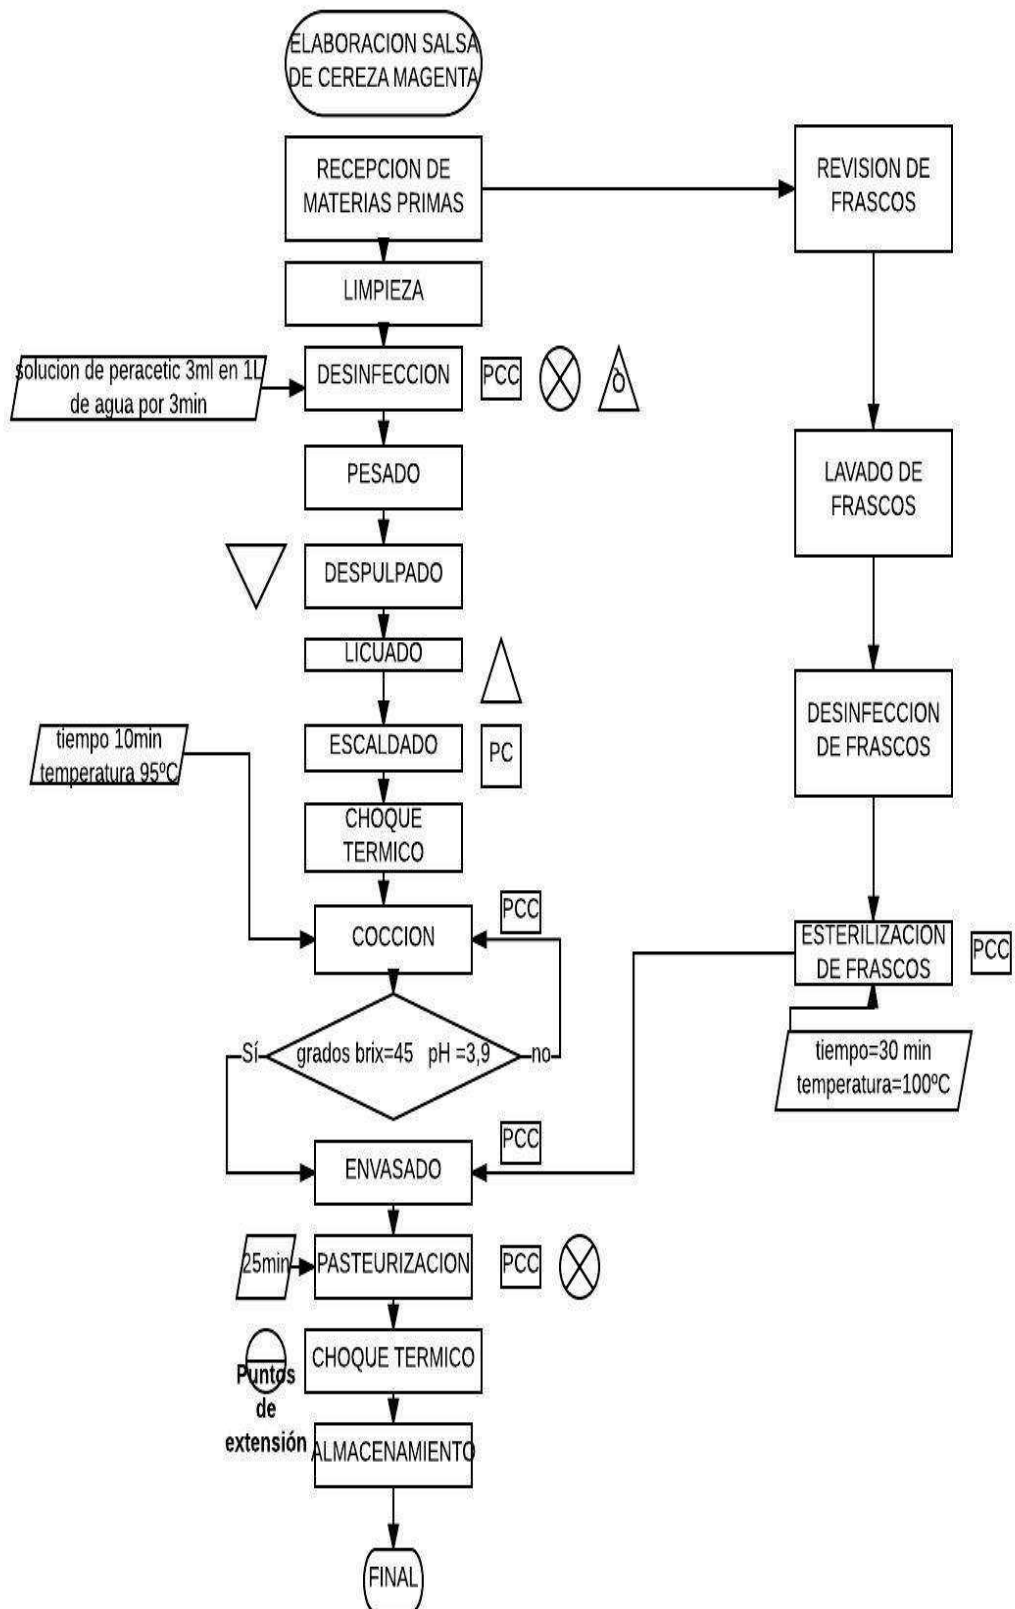 ELABORACION SALSA
DE CEREZA MAGENTA
RECEPCION DE
MATERIAS PRIMAS
REVISION DE
FRASCOS
LIMPIEZA
solucion de peracetic 3ml en 1L
de agua por 3min
DESINFECCION
PCC
Q
PESADO
LAVADO DE
FRASCOS
DESPULPADO
LICUADO
tiempo 10min
temperatura 95ºC
ESCALDADO
PC
DESINFECCION
DE FRASCOS
CHOQUE
TERMICO
PCC
COCCION
ESTERILIZACION
DE FRASCOS
PCC
Sí
grados brix=45 pH =3,9
no
tiempo=30 min
temperatura=100ºC
PCC
ENVASADO
25min
PASTEURIZACION
PCC
CHOQUE TERMICO
Puntos
de
extensión
ALMACENAMIENTO
FINAL